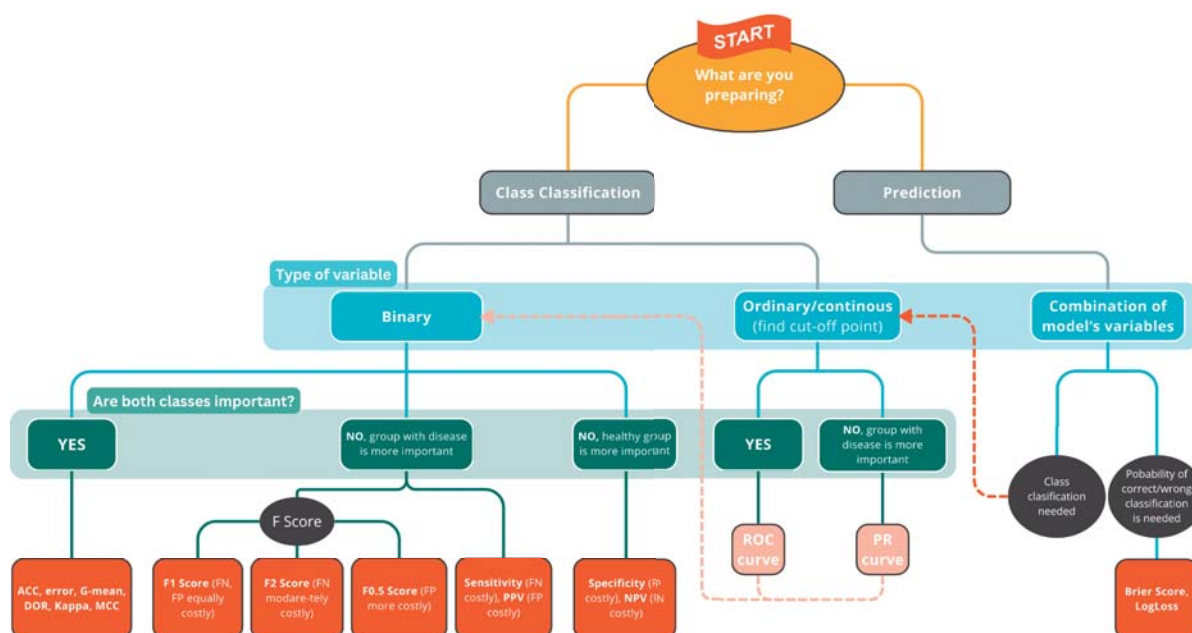 START
What are you
preparing?
Class Classification
Prediction
Type of variable
Binary
Ordinary/continous
(find cut-off point)
Combination of
model's variables
Are both classes important?
YES
NO, group with disease
is more important
NO, healthy group
is more important
YES
NO, group with
disease is more
important
Class
clasification
needed
Pobability of
correct/wrong
classification
is needed
F Score
ROC
curve
PR
curve
ACC, error, G-mean,
DOR, Kappa, MCC
F1 Score (FN,
FP equally
costly)
F2 Score (FN
modare-tely
costly)
F0.5 Score (FP
more costly)
Sensitivity (FN
costly), PPV (FP
costly)
Specificity (FP
costly), NPV (FN
costly)
Brier Score,
LogLoss